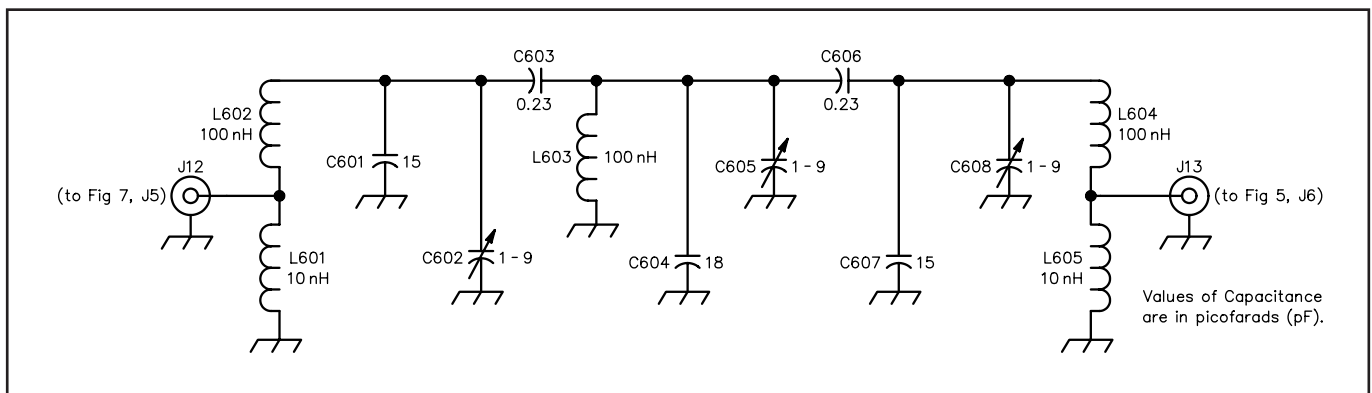 C603
0.23
C606
0.23
L602
100 nH
L604
100 nH
J12
(to Fig 7, J5)
C601
15
L603
100 nH
C605
1 - 9
C608
1 - 9
J13
(to Fig 5, J6)
L601
10 nH
C602
1 - 9
C604
18
C607
15
L605
10 nH
Values of Capacitance
are in picofarads (pF).